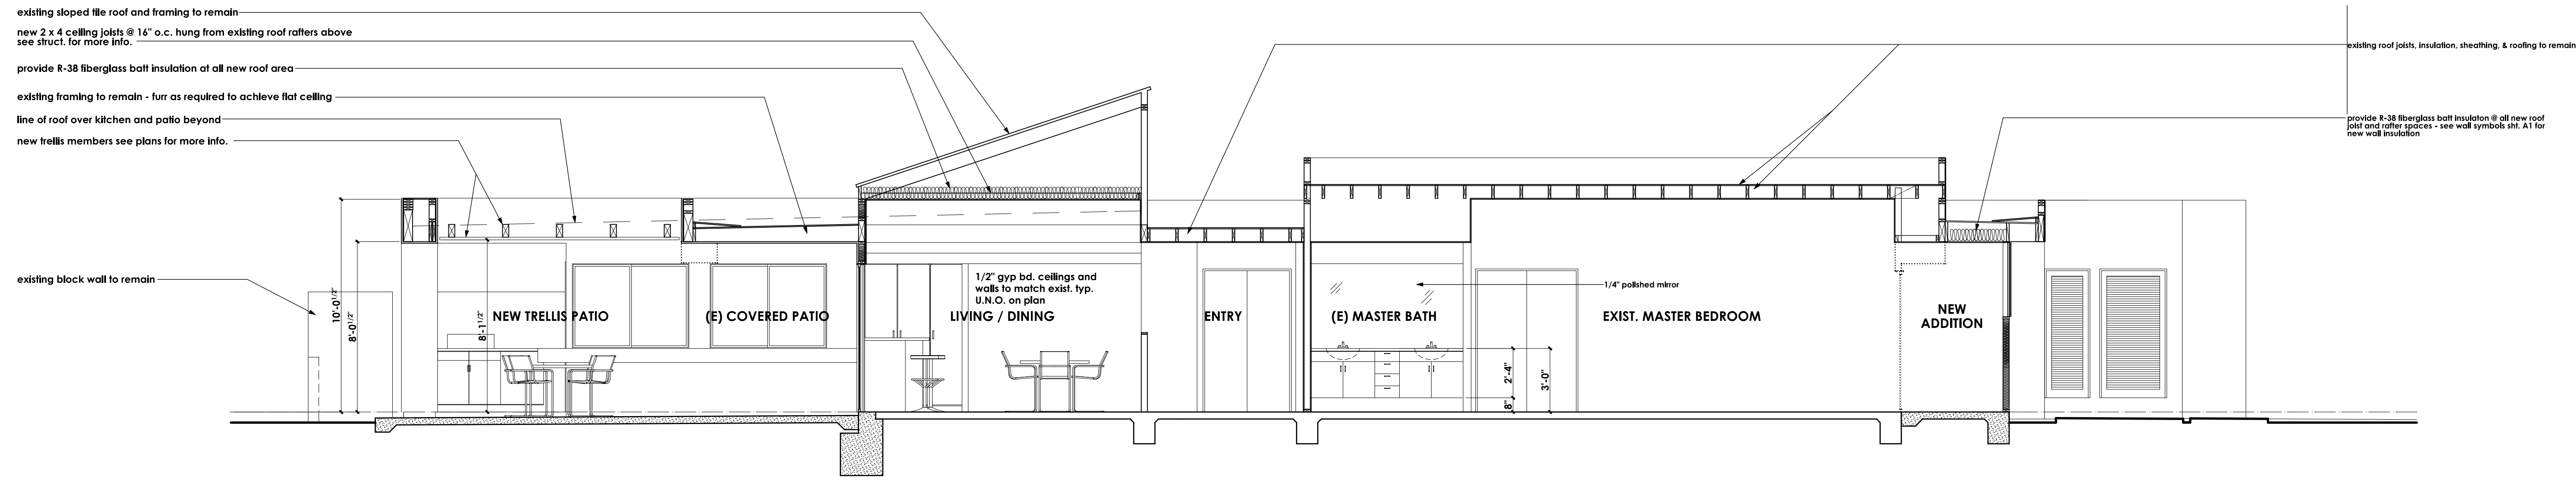 existing sloped tile roof and framing to remain
new 2 x 4 ceiling joists @ 16" o.c. hung from existing roof rafters above
see struct. for more info.
provide R-38 fiberglass batt insulation at all new roof area
existing framing to remain - furr as required to achieve flat ceiling
line of roof over kitchen and patio beyond
new trellis members see plans for more info.
existing block wall to remain
existing roof joists, insulation, sheathing, & roofing to remain
provide R-38 fiberglass batt insulaton @ all new roof
joist and rafter spaces - see wall symbols sht. A1 for
new wall insulation
10'-0 1/2"
8'-0 1/2"
8'-1 1/2"
NEW TRELLIS PATIO
(E) COVERED PATIO
1/2" gyp bd. ceilings and
walls to match exist. typ.
U.N.O. on plan
LIVING / DINING
ENTRY
(E) MASTER BATH
1/4" polished mirror
EXIST. MASTER BEDROOM
NEW
ADDITION
2'-4"
3'-0"
8"